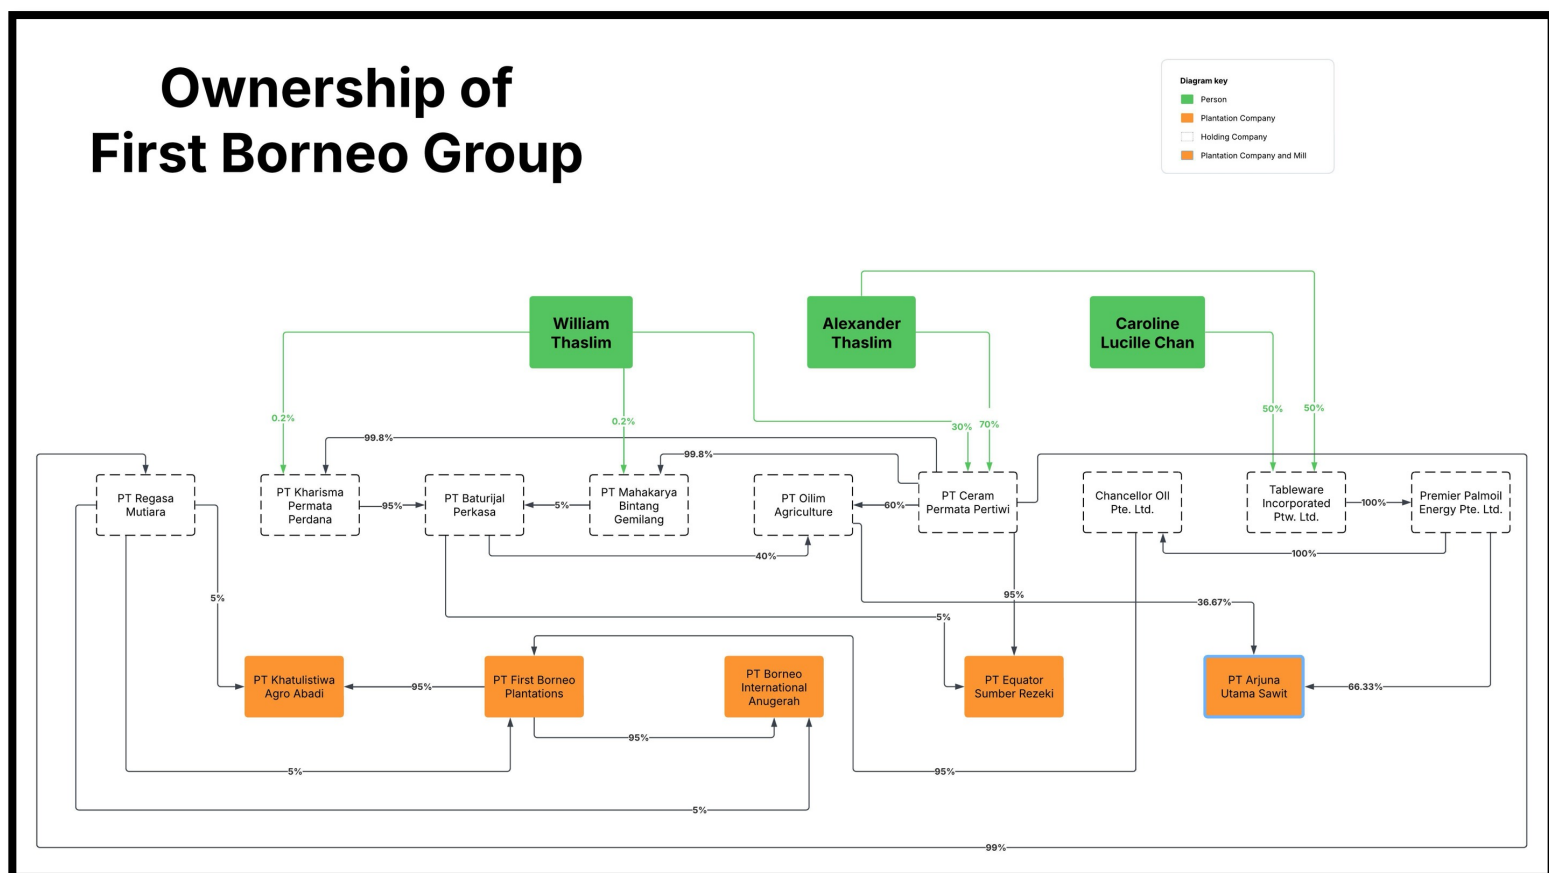 Ownership of
First Borneo Group
Diagram key
Person
Plantation Company
Holding Company
Plantation Company and Mill
William
Thaslim
Alexander
Thaslim
Caroline
Lucille Chan
0.2%
0.2%
30%
70%
50%
50%
99.8%
99.8%
PT Regasa
Mutiara
PT Kharisma
Permata
Perdana
95%
PT Baturijal
Perkasa
5%
PT Mahakarya
Bintang
Gemilang
PT Oilim
Agriculture
60%
PT Ceram
Permata Pertiwi
Chancellor OIl
Pte. Ltd.
Tableware
Incorporated
Ptw. Ltd.
100%
Premier Palmoil
Energy Pte. Ltd.
40%
100%
5%
95%
36.67%
5%
PT Khatulistiwa
Agro Abadi
95%
PT First Borneo
Plantations
PT Borneo
International
Anugerah
PT Equator
Sumber Rezeki
PT Arjuna
Utama Sawit
66.33%
95%
5%
95%
5%
99%